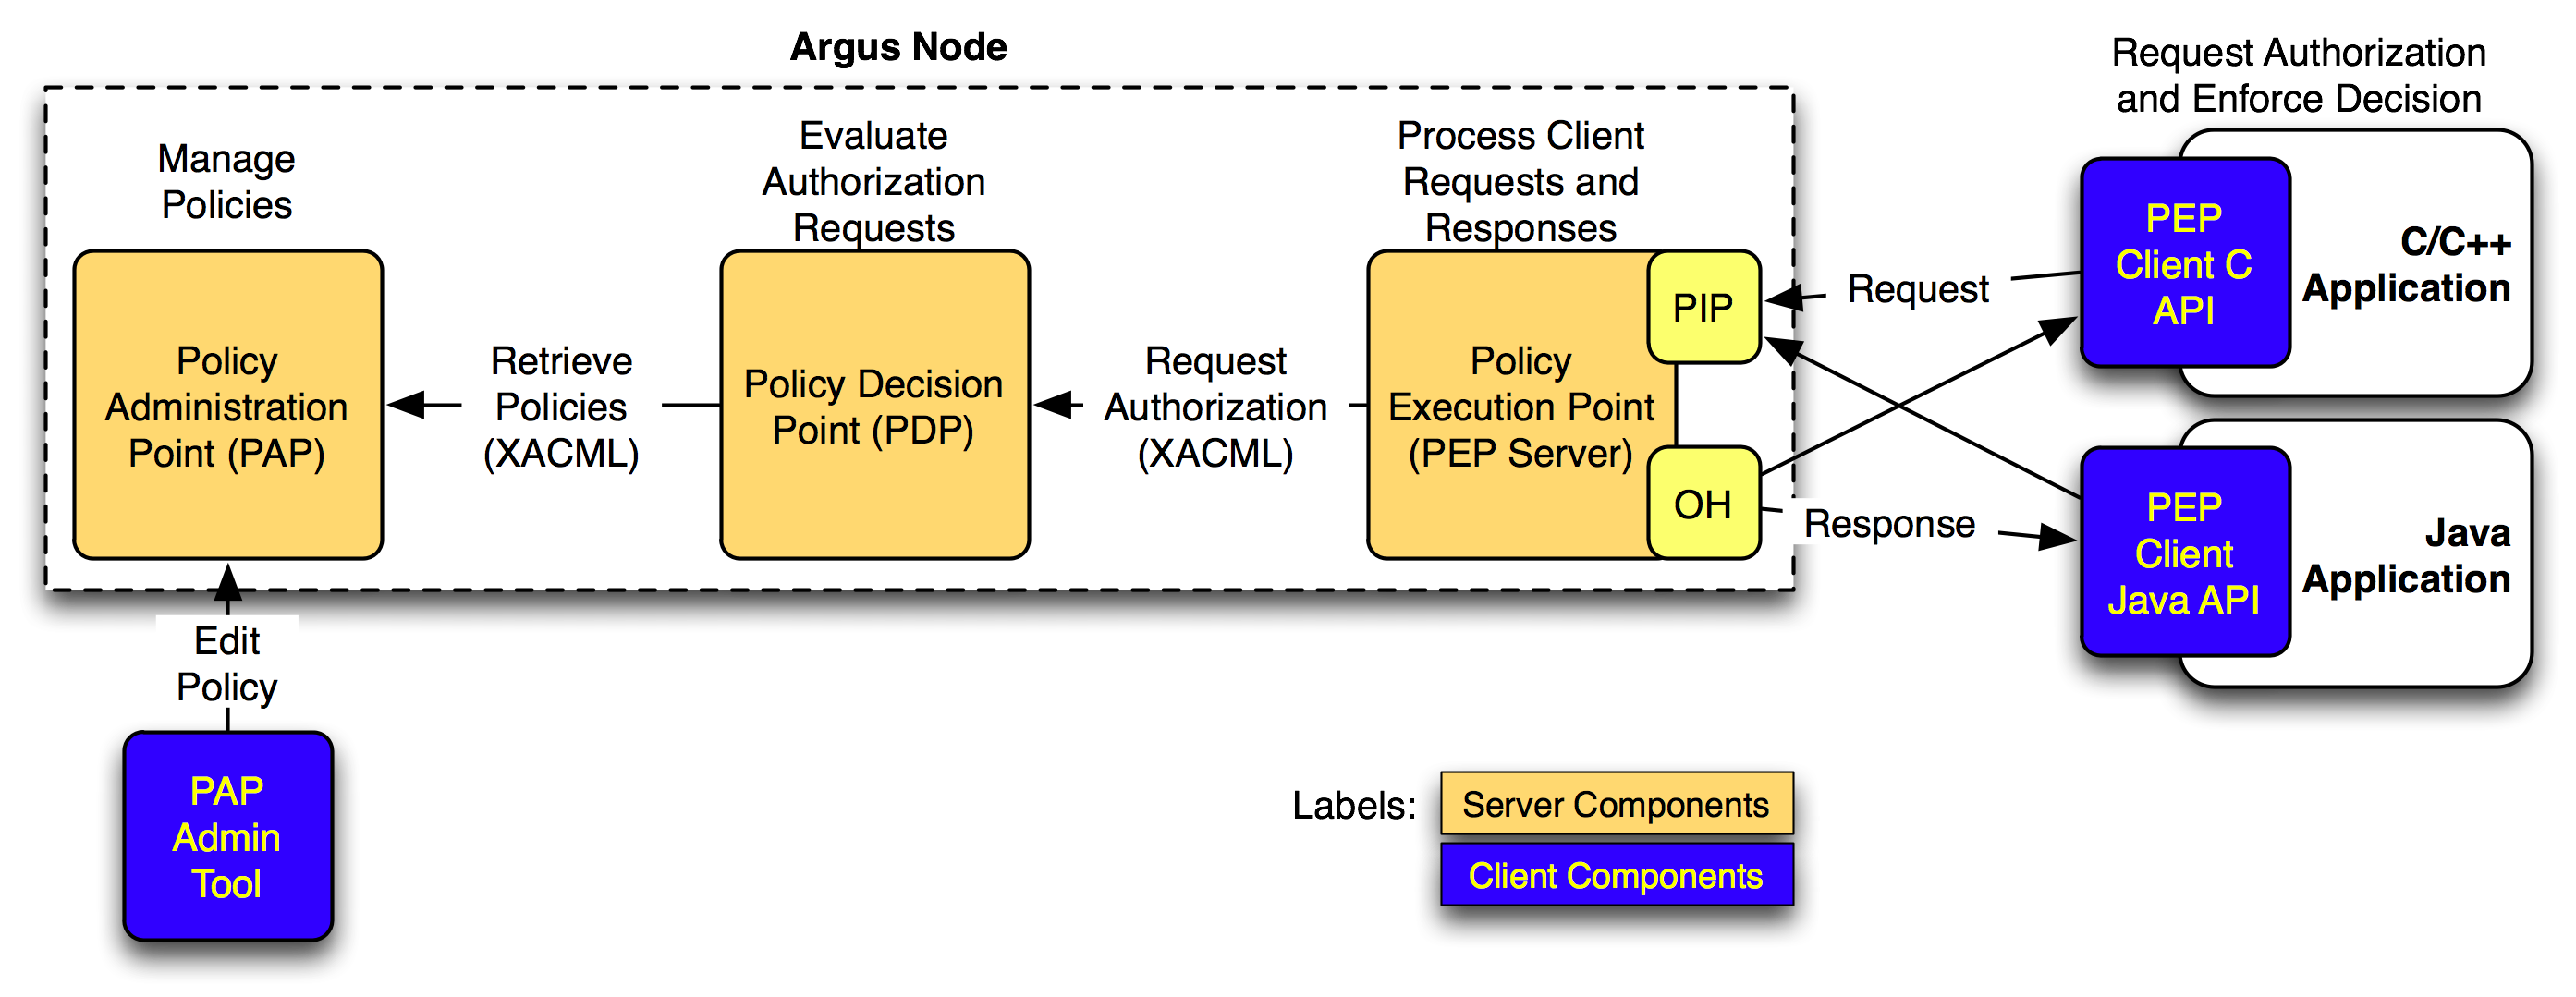 Argus Node
Manage
Policies
Evaluate
Authorization
Requests
Process Client
Requests and
Responses
Request Authorization
and Enforce Decision
Policy
Administration
Point (PAP)
Retrieve
Policies
(XACML)
Policy Decision
Point (PDP)
Request
Authorization
(XACML)
Policy
Execution Point
(PEP Server)
PIP
OH
Request
Response
PEP
Client C
API
C/C++
Application
PEP
Client
Java API
Java
Application
Edit
Policy
PAP
Admin
Tool
Labels:
Server Components
Client Components